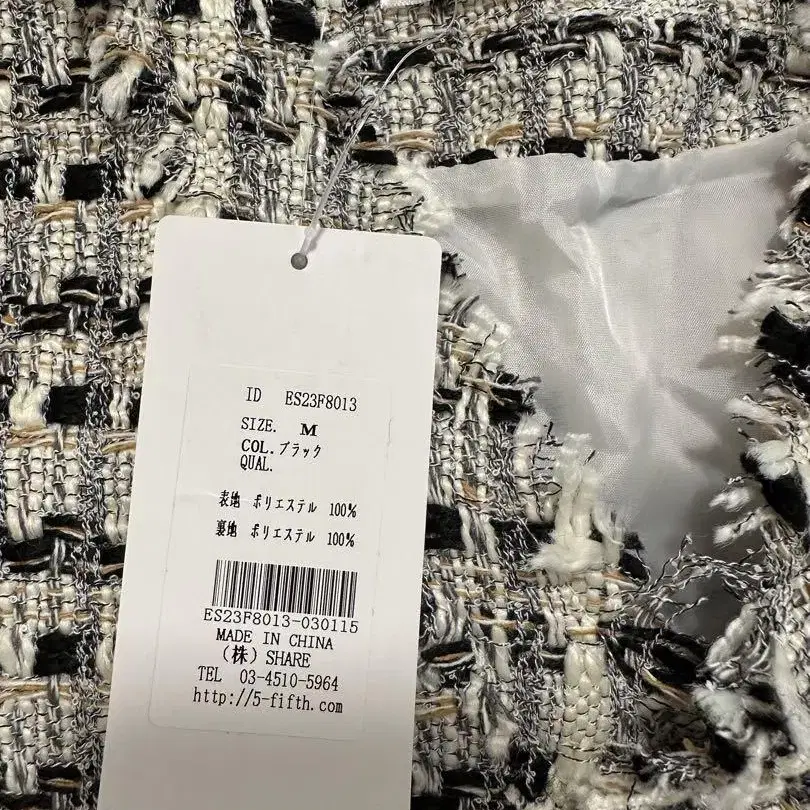 ID ES23F8013
SIZE. M
COL.ブラック
QUAL.
表地 ポリエステル 100%
裏地 ポリエステル 100%
ES23F8013-030115
MADE IN CHINA
(株) SHARE
TEL 03-4510-5964
http://5-fifth.com